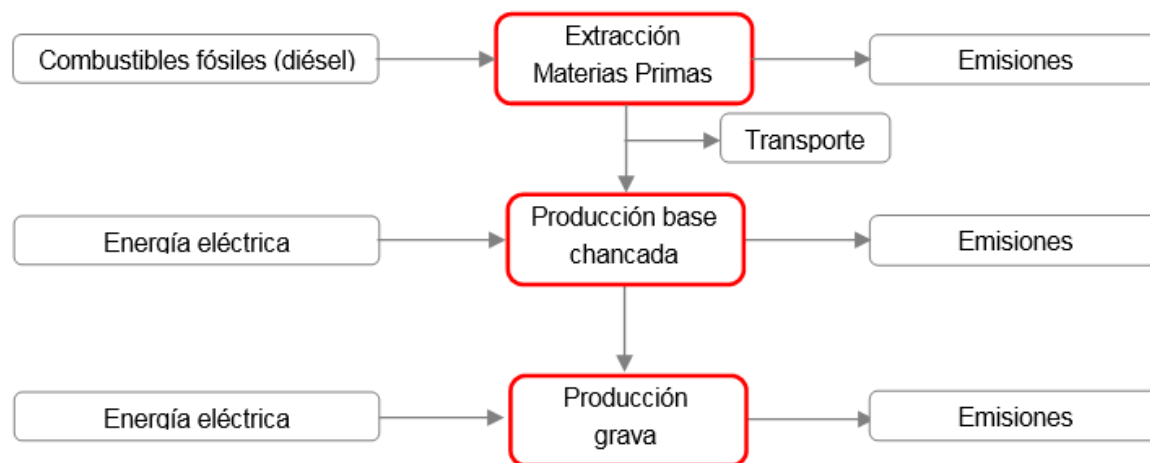 Combustibles fósiles (diésel)
Extracción
Materias Primas
Emisiones
Transporte
Energía eléctrica
Producción base
chancada
Emisiones
Energía eléctrica
Producción
grava
Emisiones